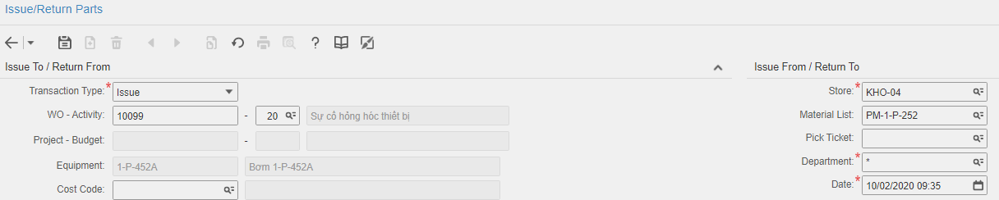 Issue/Return Parts
Issue To / Return From
Issue From / Return To
Transaction Type:* Issue
Store:* KHO-04
WO - Activity: 10099 - 20 Sự cố hỏng hóc thiết bị
Material List: PM-1-P-252
Project - Budget: -
Pick Ticket:
Equipment: 1-P-452A Bơm 1-P-452A
Department:* *
Cost Code:
Date:* 10/02/2020 09:35